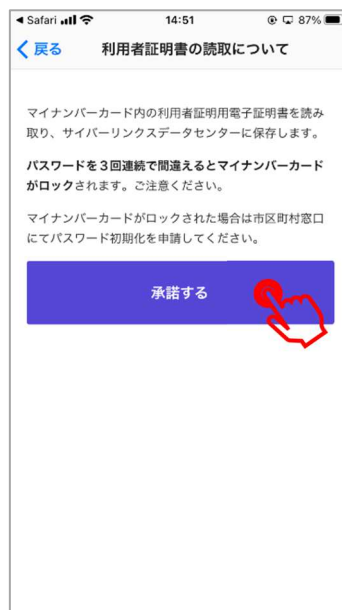 ◀ Safari 14:51 87%
戻る 利用者証明書の読取について
マイナンバーカード内の利用者証明用電子証明書を読み
取り、サイバーリンクスデータセンターに保存します。
パスワードを３回連続で間違えるとマイナンバーカード
がロックされます。ご注意ください。
マイナンバーカードがロックされた場合は市区町村窓口
にてパスワード初期化を申請してください。
承諾する